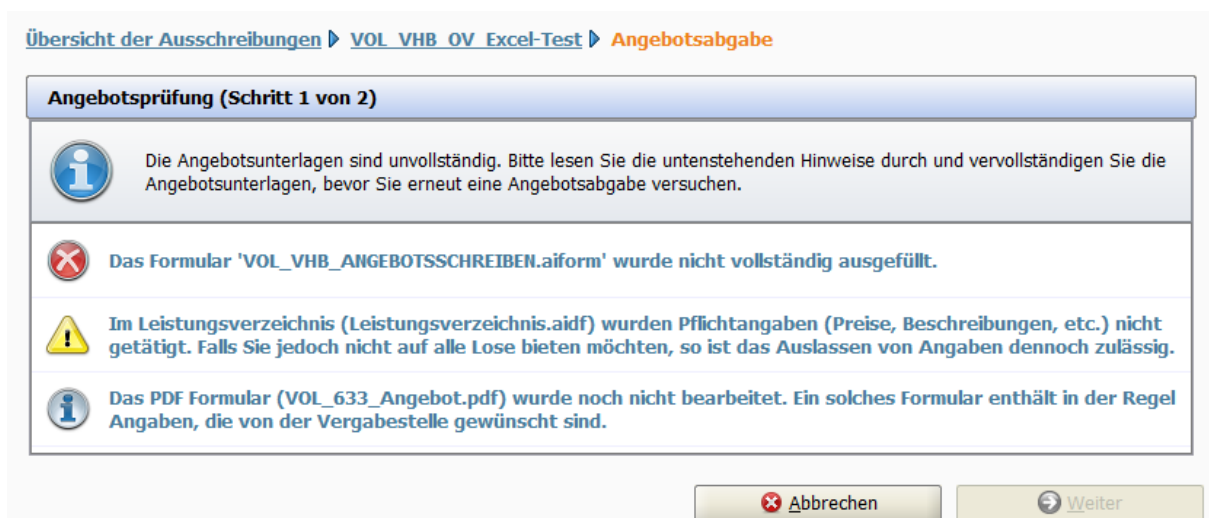 Übersicht der Ausschreibungen VOL_VHB_OV_Excel-Test Angebotsabgabe
Angebotsprüfung (Schritt 1 von 2)
Die Angebotsunterlagen sind unvollständig. Bitte lesen Sie die untenstehenden Hinweise durch und vervollständigen Sie die
Angebotsunterlagen, bevor Sie erneut eine Angebotsabgabe versuchen.
Das Formular 'VOL_VHB_ANGEBOTSSCHREIBEN.aiform' wurde nicht vollständig ausgefüllt.
Im Leistungsverzeichnis (Leistungsverzeichnis.aidf) wurden Pflichtangaben (Preise, Beschreibungen, etc.) nicht
getätigt. Falls Sie jedoch nicht auf alle Lose bieten möchten, so ist das Auslassen von Angaben dennoch zulässig.
Das PDF Formular (VOL_633_Angebot.pdf) wurde noch nicht bearbeitet. Ein solches Formular enthält in der Regel
Angaben, die von der Vergabestelle gewünscht sind.
Abbrechen Weiter